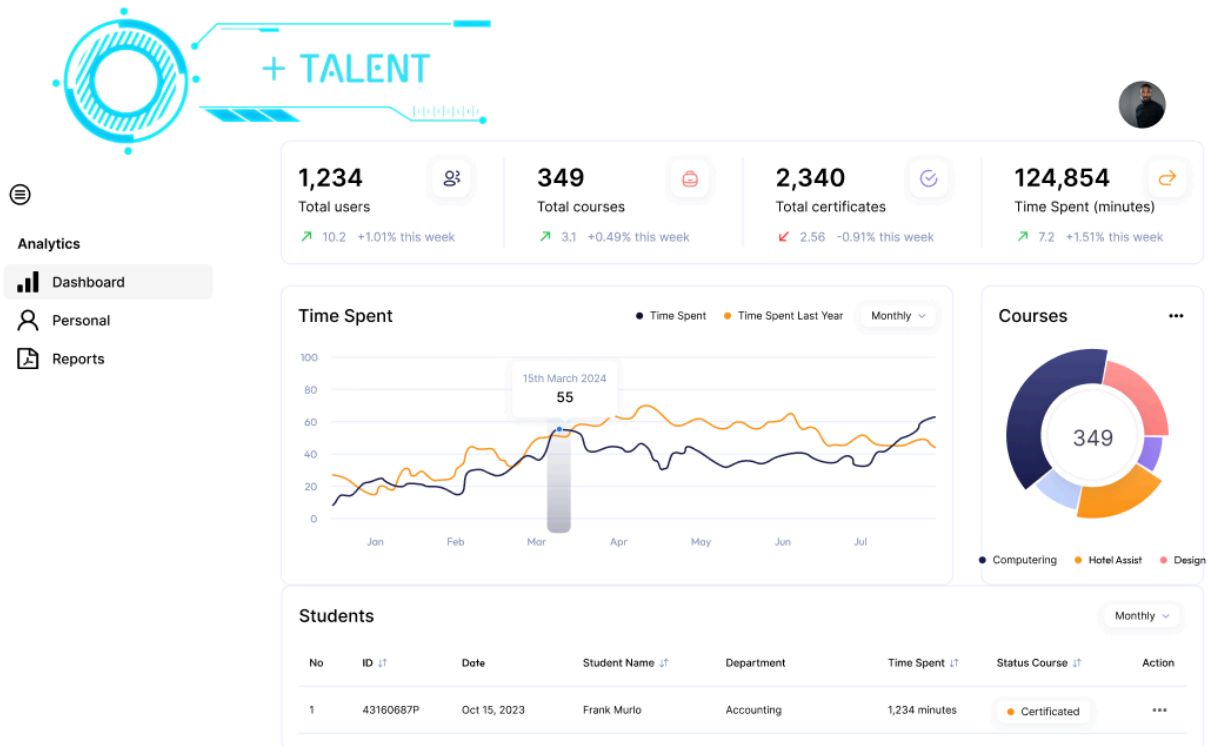 + TALENT
Analytics
Dashboard
Personal
Reports
1,234
Total users
10.2 +1.01% this week
349
Total courses
3.1 +0.49% this week
2,340
Total certificates
2.56 -0.91% this week
124,854
Time Spent (minutes)
7.2 +1.51% this week
Time Spent
Time Spent Time Spent Last Year Monthly
100
80
60
40
20
0
15th March 2024
55
Jan Feb Mar Apr May Jun Jul
Courses
349
Computering Hotel Assist Design
Students
Monthly
No ID Date Student Name Department Time Spent Status Course Action
1 43160687P Oct 15, 2023 Frank Murlo Accounting 1,234 minutes Certificated